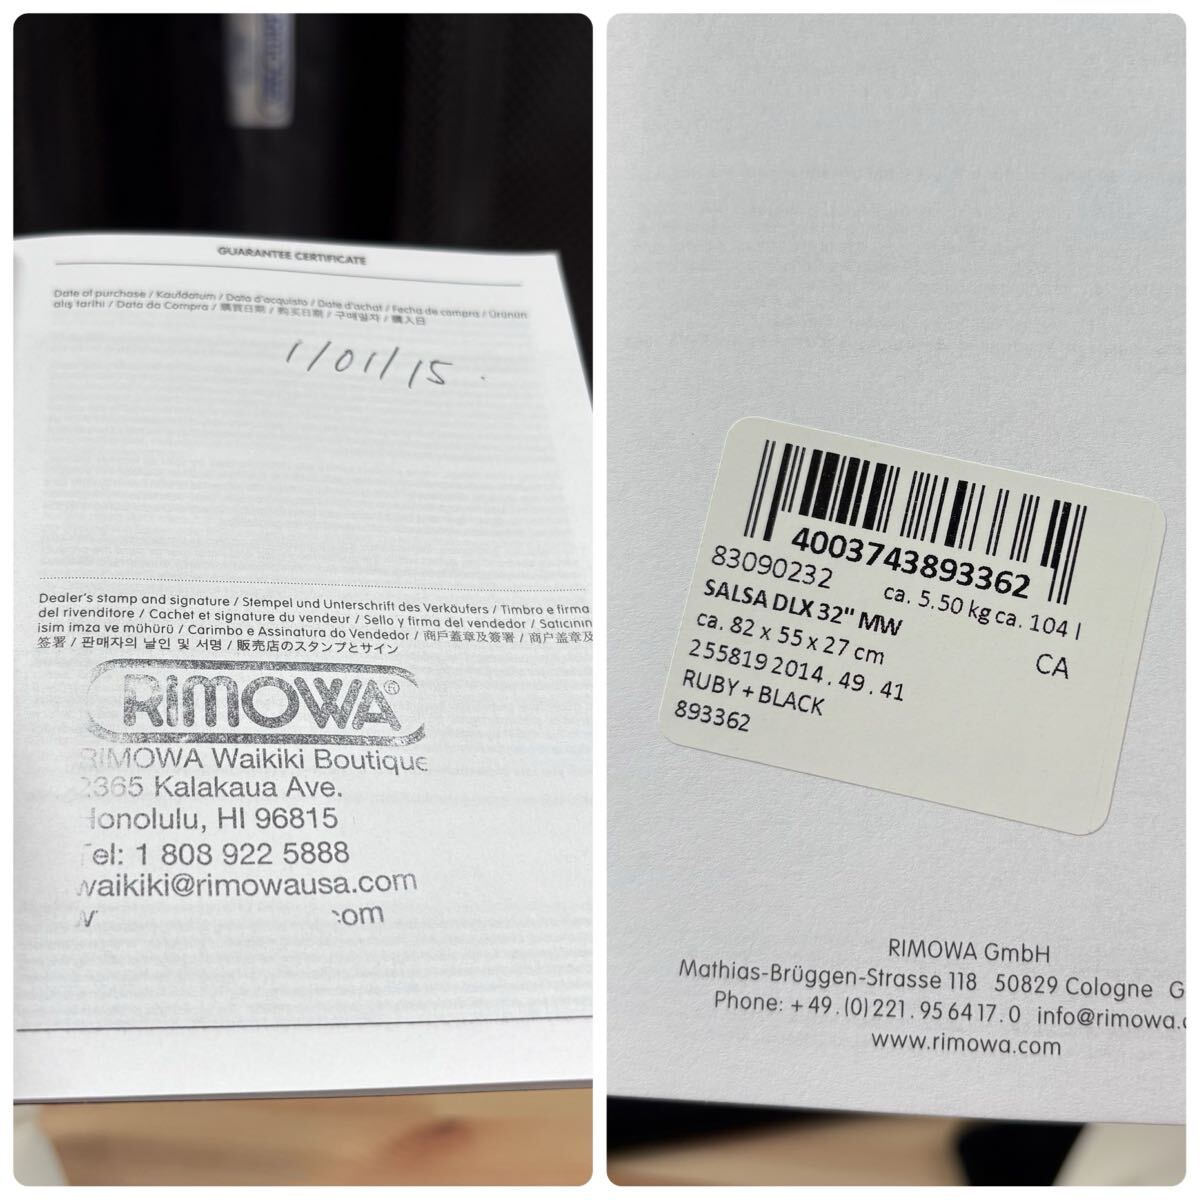 GUARANTEE CERTIFICATE
Date of purchase / Kaufdatum / Data d'acquisto / Date d'achat / Fecha de compra / Ürünün
alış tarihi / Data da Compra / 購買日期 / 购买日期 / 구매일자 / 購入日
1/01/15.
Dealer's stamp and signature / Stempel und Unterschrift des Verkäufers / Timbro e firma
del rivenditore / Cachet et signature du vendeur / Sello y firma del vendedor / Saticinin
isim imza ve mühürü / Carimbo e Assinatura do Vendedor / 商戶蓋章及簽署 / 商户盖章及
签署 / 판매자의 날인 및 서명 / 販売店のスタンプとサイン
RIMOWA®
RIMOWA Waikiki Boutique
2365 Kalakaua Ave.
Honolulu, HI 96815
Tel: 1 808 922 5888
waikiki@rimowausa.com
4003743893362
83090232 ca. 5.50 kg ca. 104 l
SALSA DLX 32" MW
ca. 82 x 55 x 27 cm CA
255819 2014. 49. 41
RUBY + BLACK
893362
RIMOWA GmbH
Mathias-Brüggen-Strasse 118 50829 Cologne G
Phone: +49.(0)221.956417.0 info@rimowa.c
www.rimowa.com